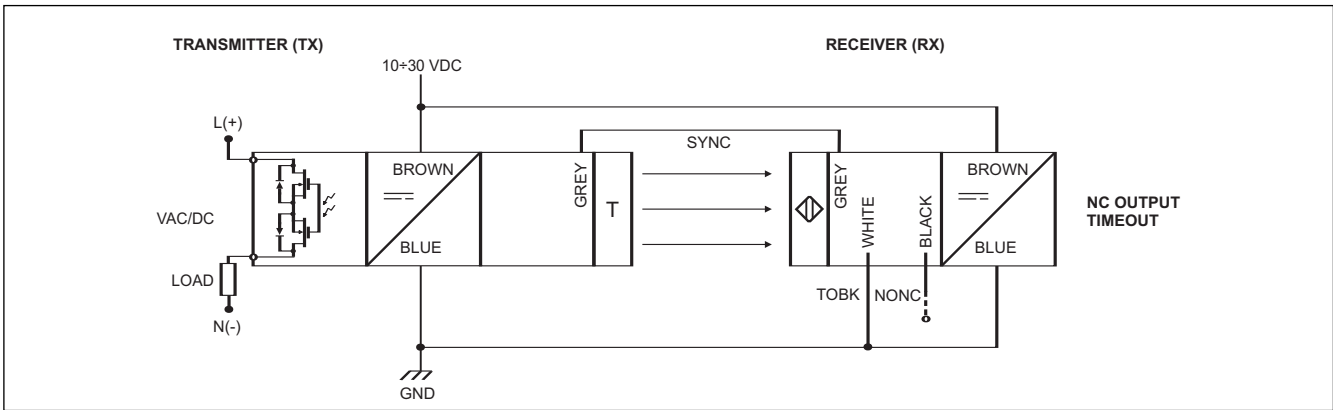 TRANSMITTER (TX)
RECEIVER (RX)
10÷30 VDC
L(+)
SYNC
BROWN
GREY
GREY
WHITE
BLACK
BROWN
VAC/DC
T
NC OUTPUT
TIMEOUT
BLUE
BLUE
LOAD
TOBK
NONC
N(-)
GND